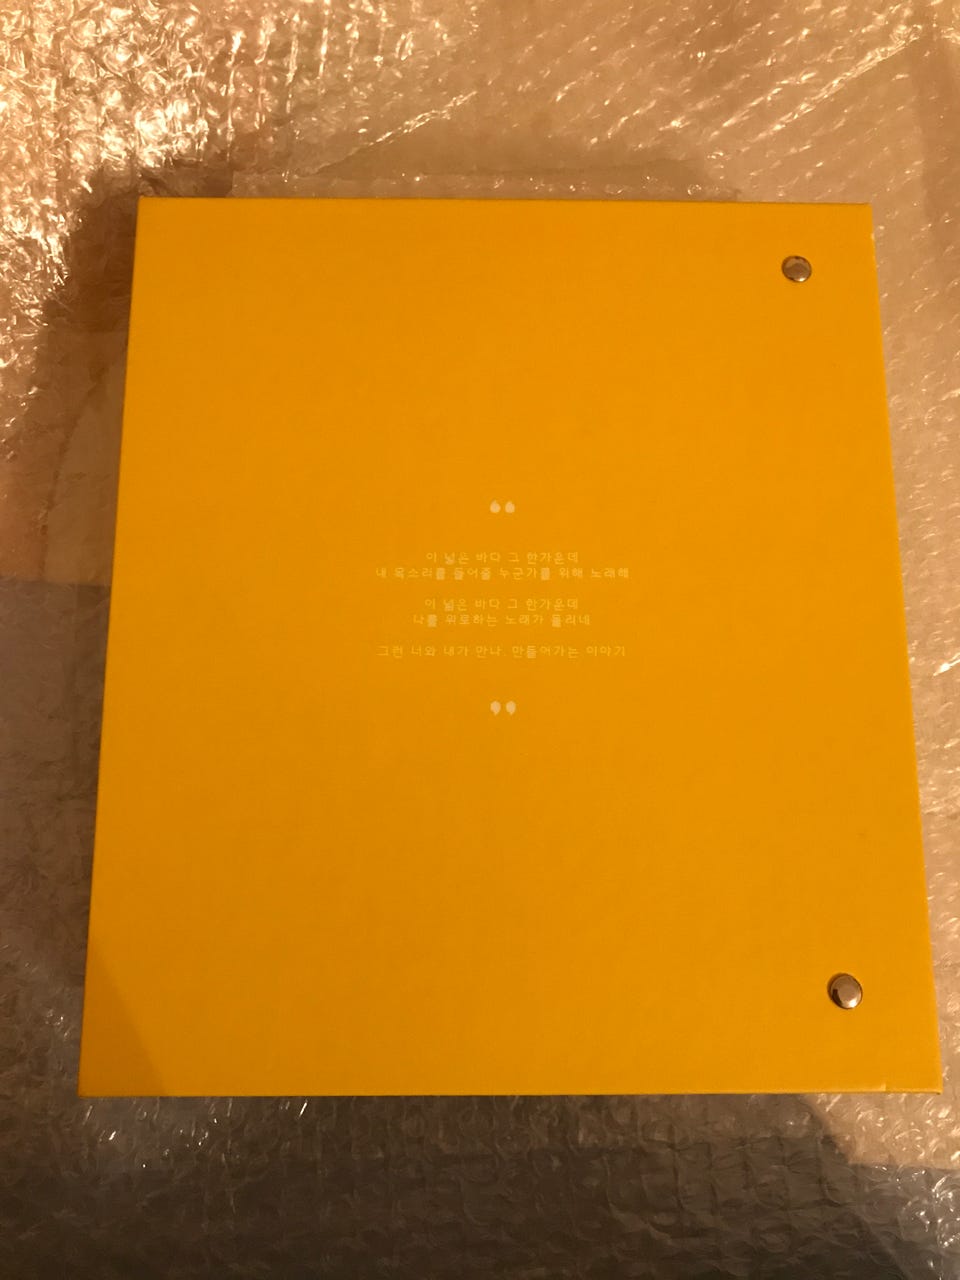 “
이 넓은 바다 그 한가운데
내 목소리를 들어줄 누군가를 위해 노래해
이 넓은 바다 그 한가운데
나를 위로하는 노래가 들리네
그런 너와 내가 만나, 만들어가는 이야기
”